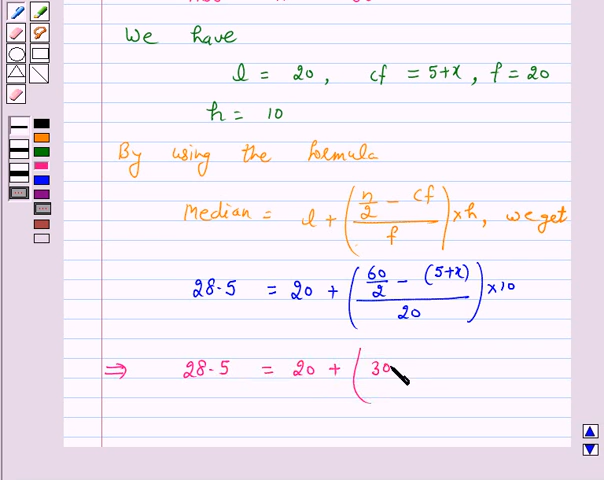 We have
l = 20, cf = 5+x, f = 20
h = 10
By using the formula
Median = l + ( (n/2 - cf) / f ) × h, we get
28.5 = 20 + ( (60/2 - (5+x)) / 20 ) × 10
⇒ 28.5 = 20 + ( 30